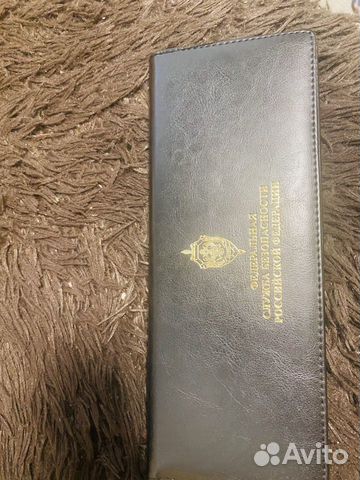 ФЕДЕРАЛЬНАЯ
СЛУЖБА БЕЗОПАСНОСТИ
РОССИЙСКОЙ ФЕДЕРАЦИИ
Avito